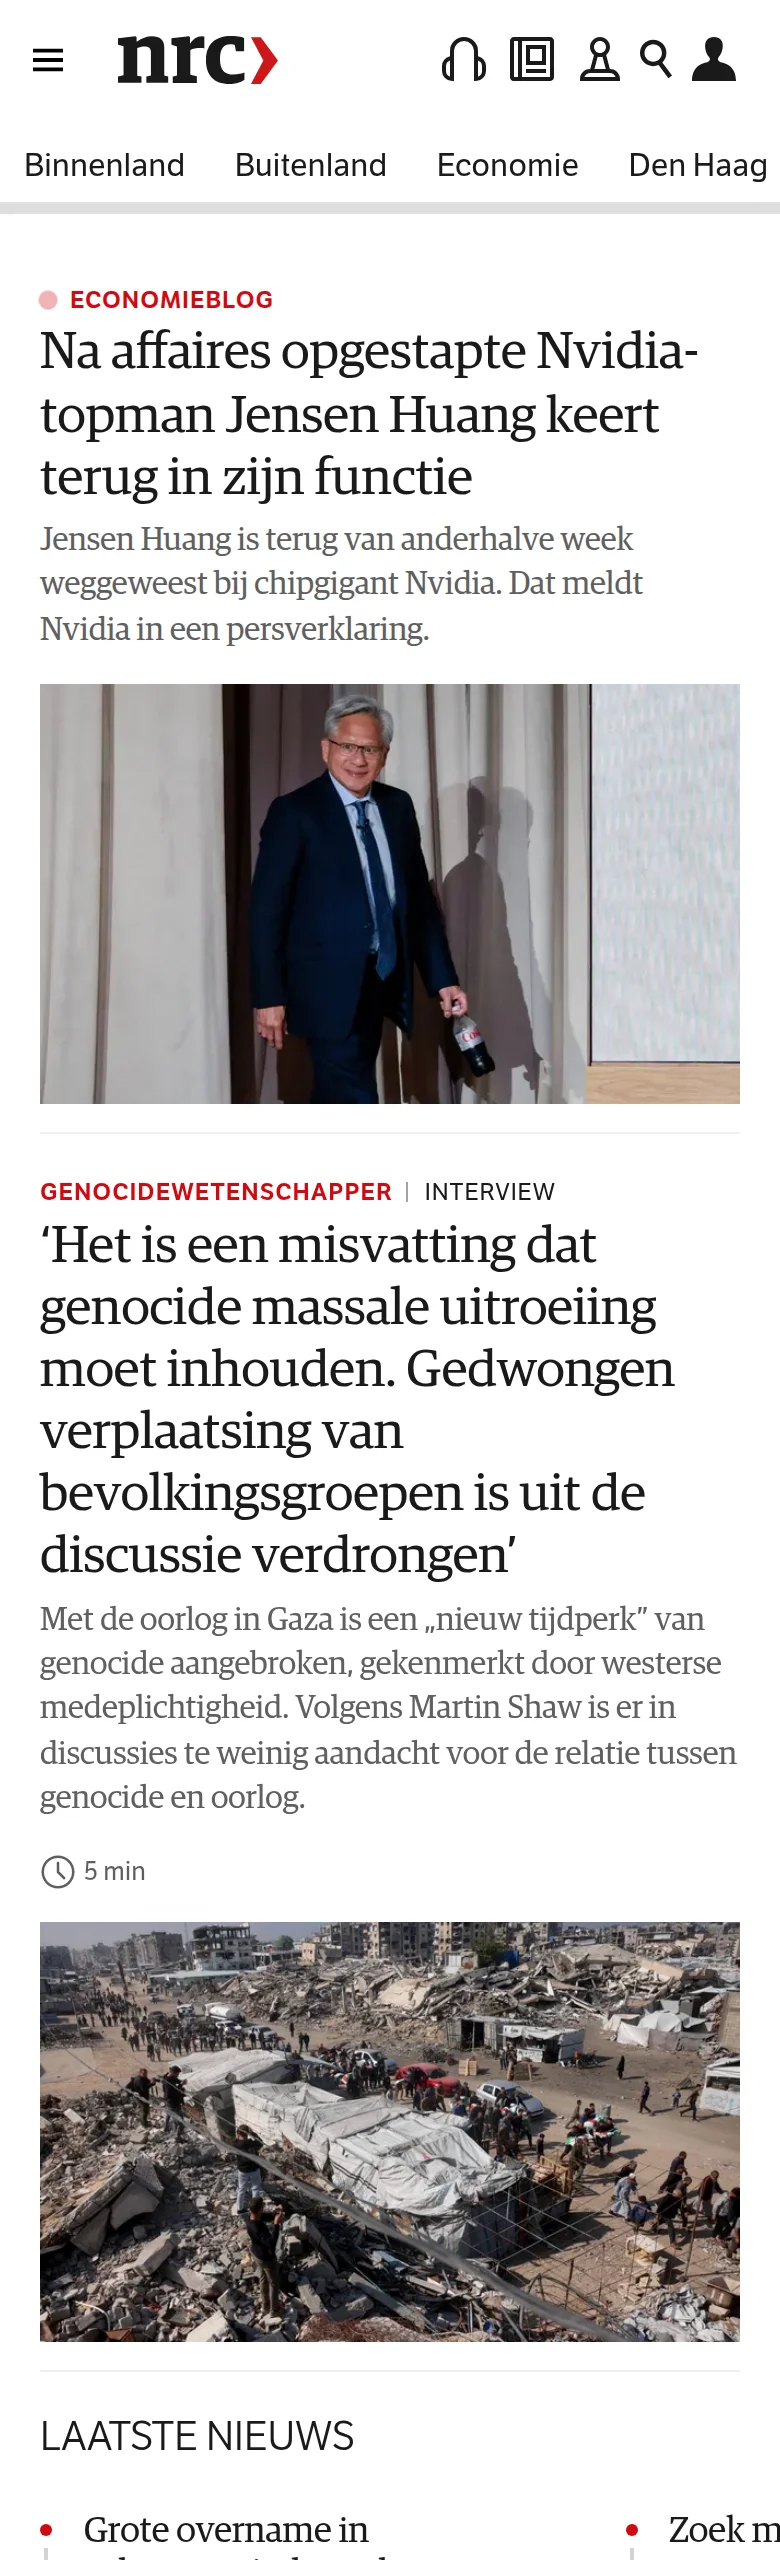 nrc
Binnenland Buitenland Economie Den Haag
ECONOMIEBLOG
Na affaires opgestapte Nvidia-
topman Jensen Huang keert
terug in zijn functie
Jensen Huang is terug van anderhalve week
weggeweest bij chipgigant Nvidia. Dat meldt
Nvidia in een persverklaring.
GENOCIDEWETENSCHAPPER | INTERVIEW
‘Het is een misvatting dat
genocide massale uitroeiing
moet inhouden. Gedwongen
verplaatsing van
bevolkingsgroepen is uit de
discussie verdrongen’
Met de oorlog in Gaza is een „nieuw tijdperk” van
genocide aangebroken, gekenmerkt door westerse
medeplichtigheid. Volgens Martin Shaw is er in
discussies te weinig aandacht voor de relatie tussen
genocide en oorlog.
5 min
LAATSTE NIEUWS
Grote overname in
Zoek